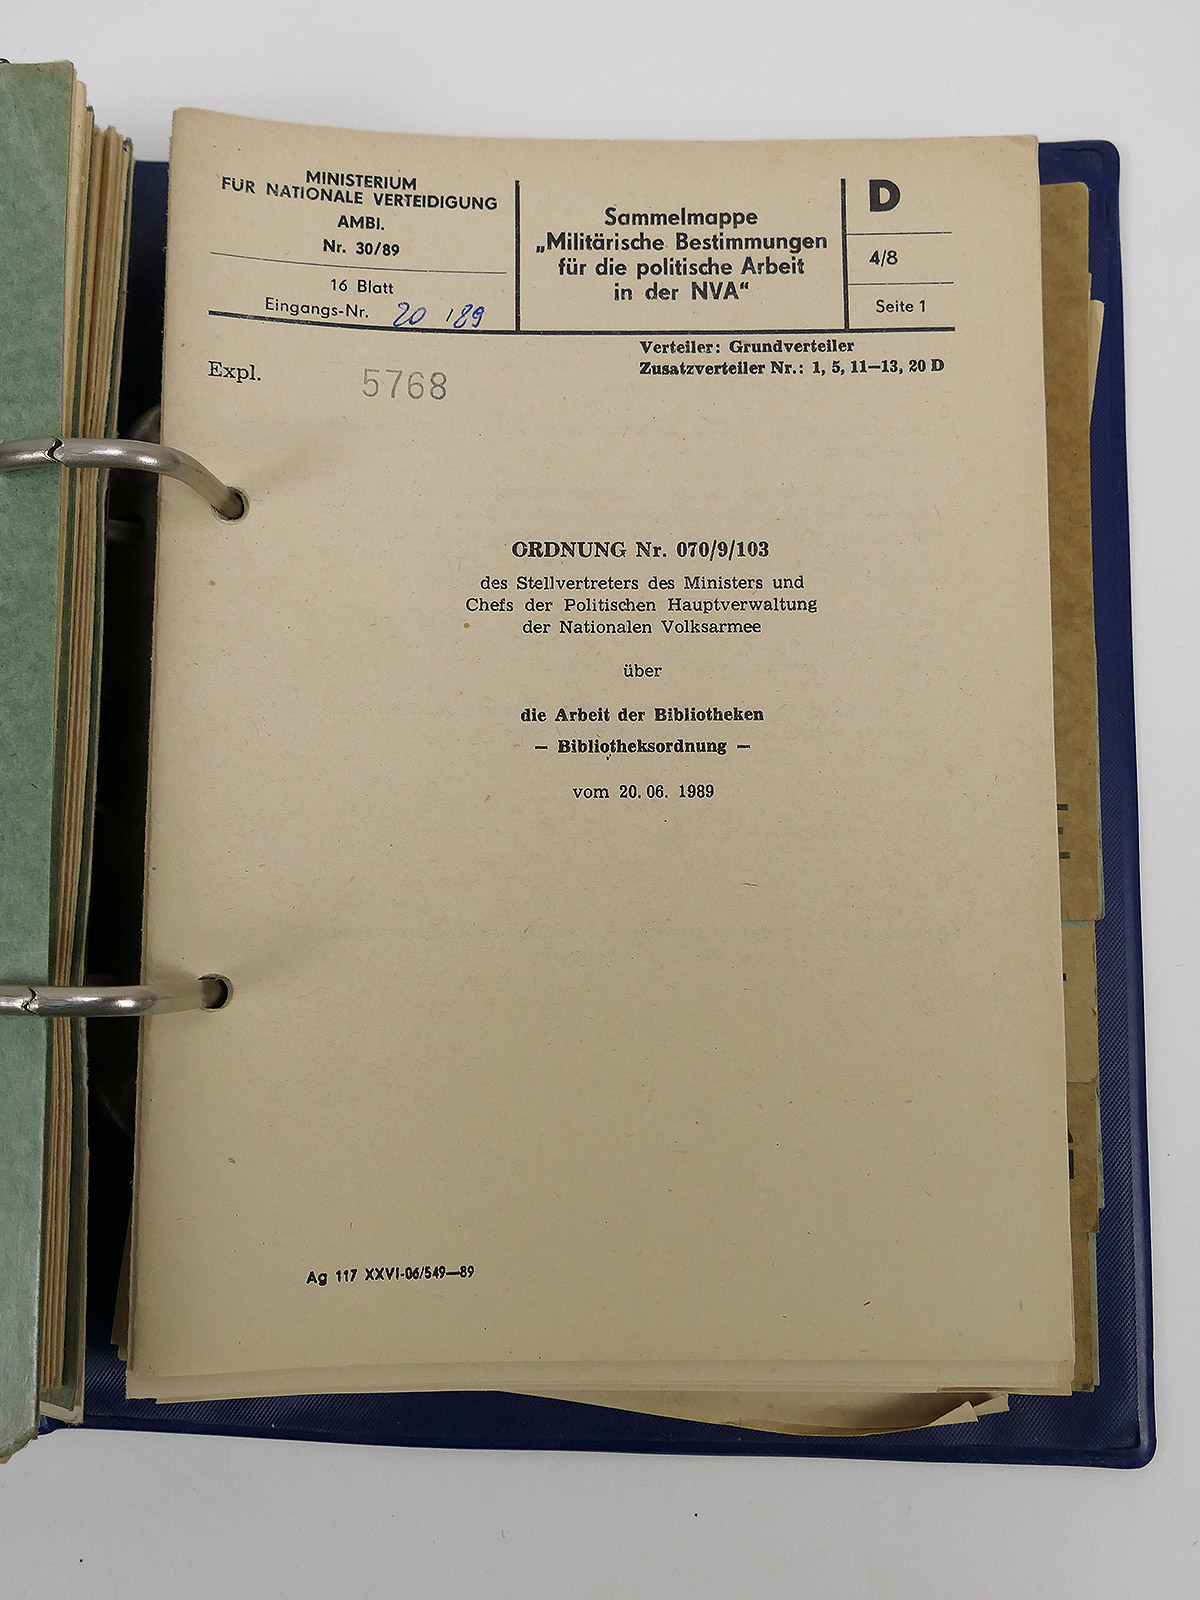 MINISTERIUM
FÜR NATIONALE VERTEIDIGUNG
AMBl.
Nr. 30/89
16 Blatt
Eingangs-Nr. 20 /89
Sammelmappe
„Militärische Bestimmungen
für die politische Arbeit
in der NVA“
D
4/8
Seite 1
Verteiler: Grundverteiler
Zusatzverteiler Nr.: 1, 5, 11—13, 20 D
Expl. 5768
ORDNUNG Nr. 070/9/103
des Stellvertreters des Ministers und
Chefs der Politischen Hauptverwaltung
der Nationalen Volksarmee
über
die Arbeit der Bibliotheken
— Bibliotheksordnung —
vom 20. 06. 1989
Ag 117 XXVI-06/549—89